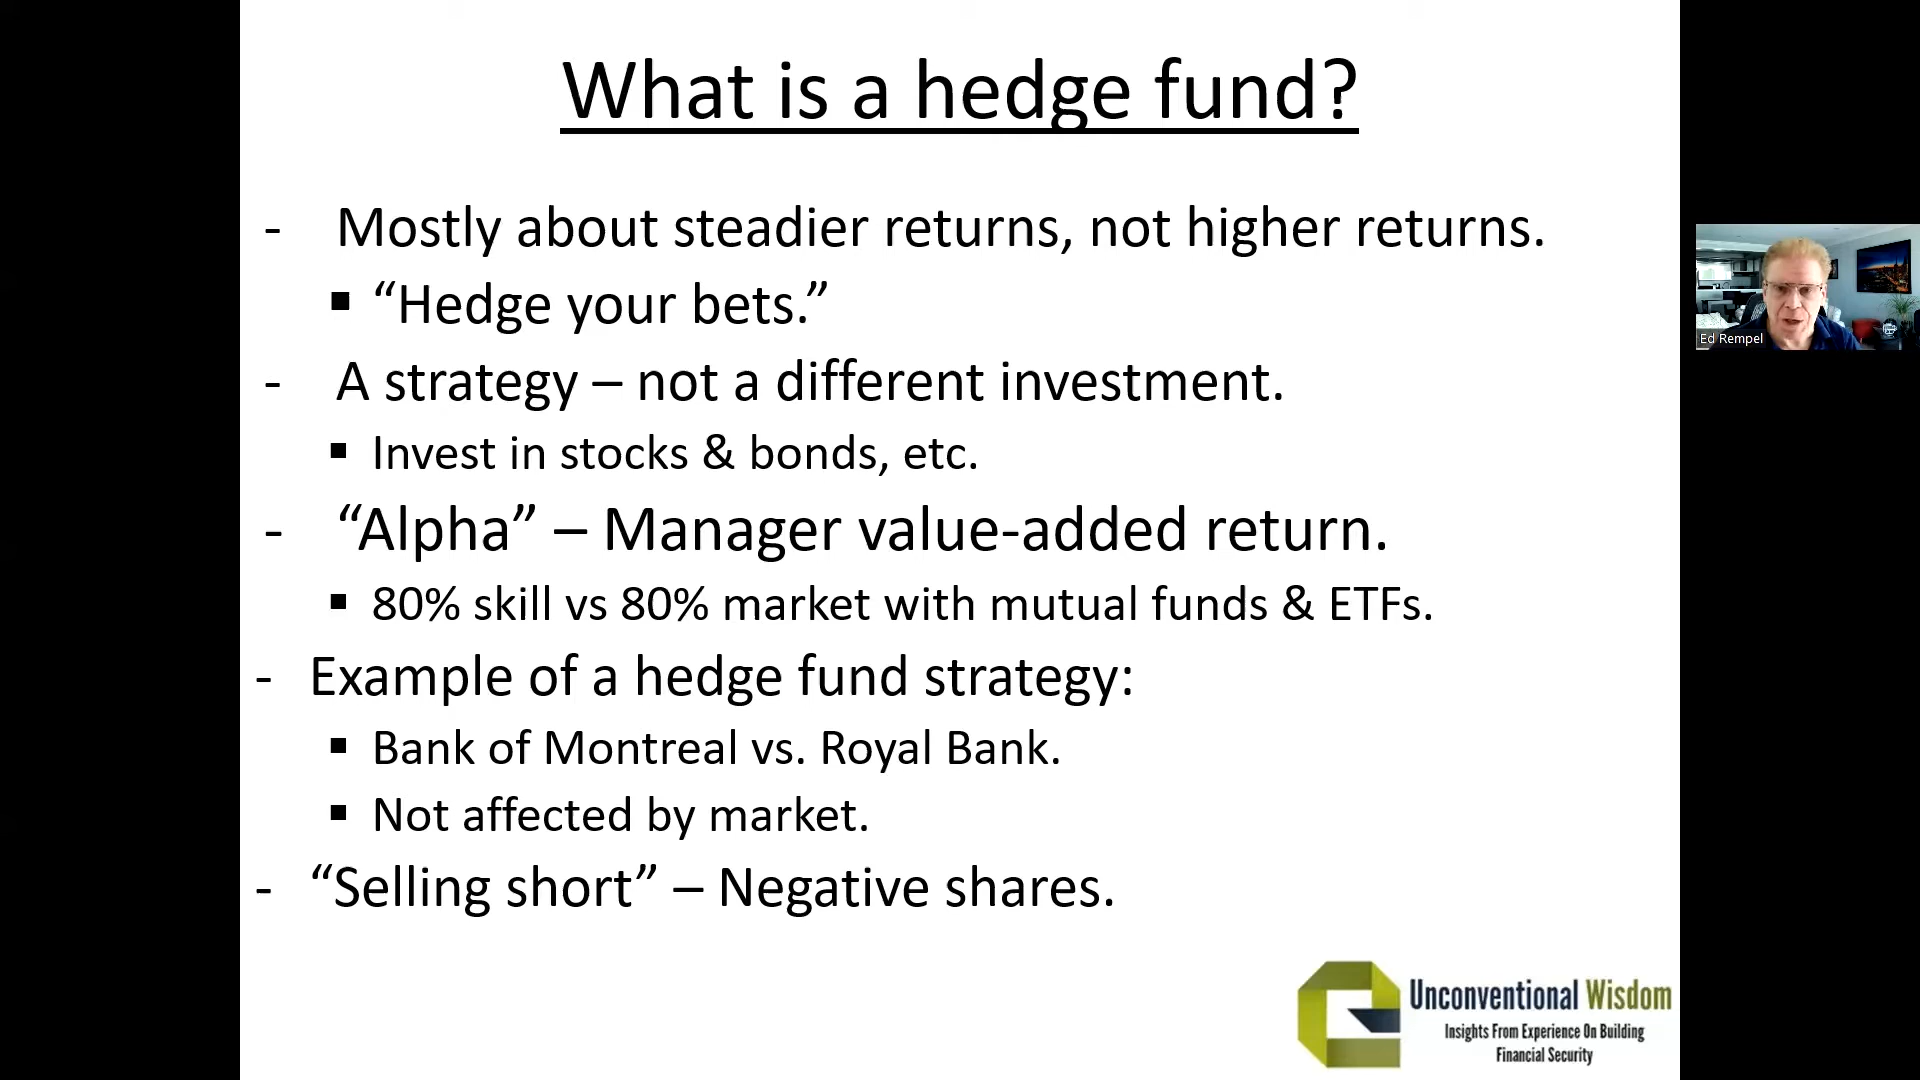 What is a hedge fund?
- Mostly about steadier returns, not higher returns.
▪ “Hedge your bets.”
- A strategy – not a different investment.
▪ Invest in stocks & bonds, etc.
- “Alpha” – Manager value-added return.
▪ 80% skill vs 80% market with mutual funds & ETFs.
- Example of a hedge fund strategy:
▪ Bank of Montreal vs. Royal Bank.
▪ Not affected by market.
- “Selling short” – Negative shares.
Ed Rempel
Unconventional Wisdom
Insights From Experience On Building
Financial Security